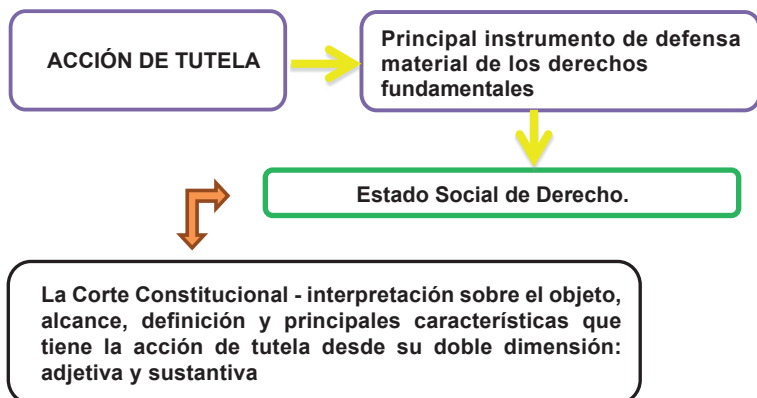 ACCIÓN DE TUTELA
Principal instrumento de defensa
material de los derechos
fundamentales
Estado Social de Derecho.
La Corte Constitucional - interpretación sobre el objeto,
alcance, definición y principales características que
tiene la acción de tutela desde su doble dimensión:
adjetiva y sustantiva